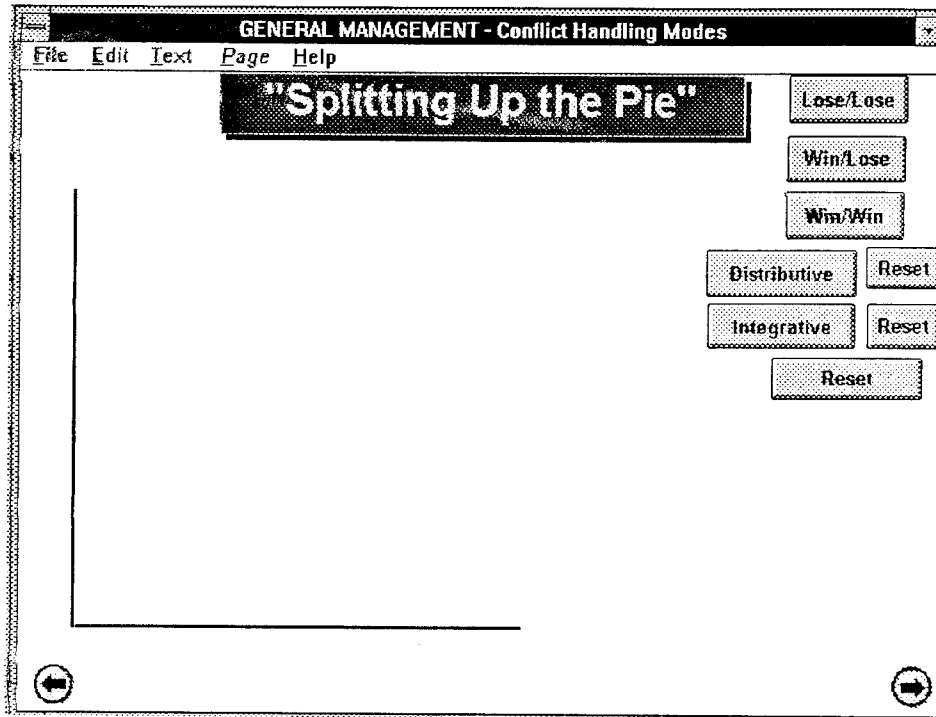 GENERAL MANAGEMENT - Conflict Handling Modes
File Edit Text Page Help
"Splitting Up the Pie"
Lose/Lose
Win/Lose
Win/Win
Distributive Reset
Integrative Reset
Reset